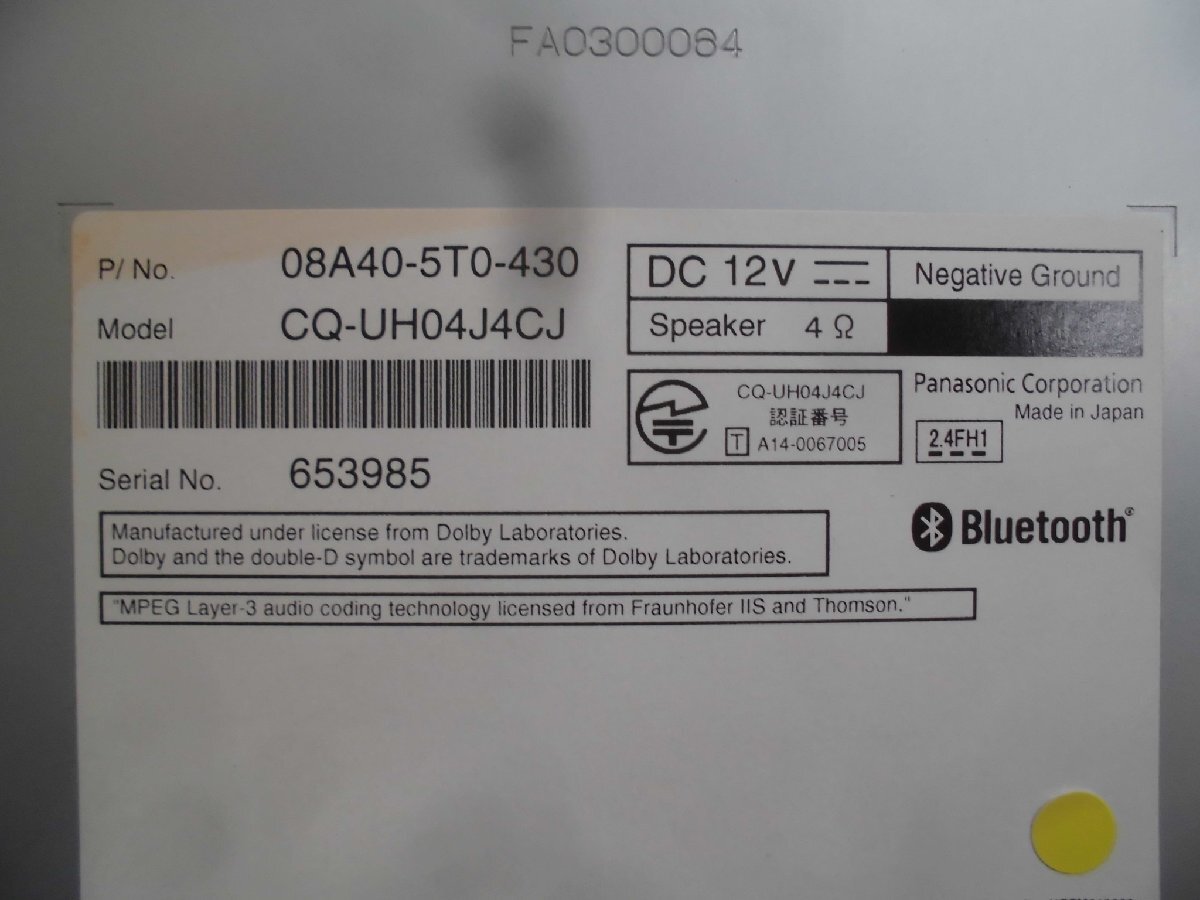 FA0300064
P/ No. 08A40-5T0-430
Model CQ-UH04J4CJ
Serial No. 653985
DC 12V Negative Ground
Speaker 4 Ω
CQ-UH04J4CJ
認証番号
T A14-0067005
Panasonic Corporation
Made in Japan
2.4FH1
Bluetooth®
Manufactured under license from Dolby Laboratories.
Dolby and the double-D symbol are trademarks of Dolby Laboratories.
"MPEG Layer-3 audio coding technology licensed from Fraunhofer IIS and Thomson."